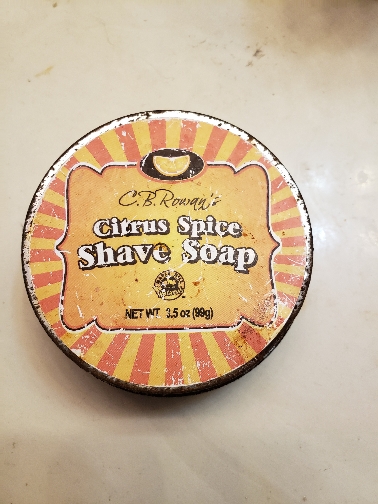 C.B. Rowan's
Citrus Spice
Shave Soap
NET WT 3.5 oz (99g)